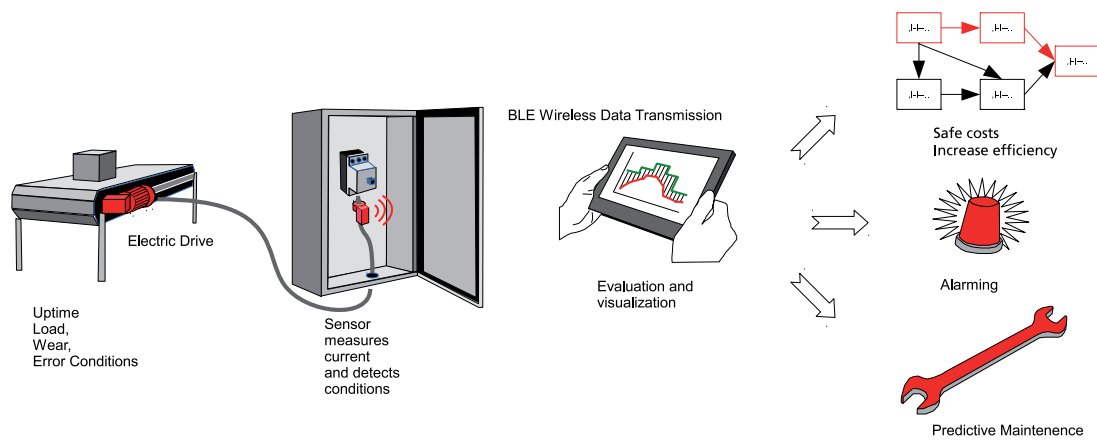 BLE Wireless Data Transmission
Safe costs
Increase efficiency
Electric Drive
Evaluation and
visualization
Alarming
Uptime
Load,
Wear,
Error Conditions
Sensor
measures
current
and detects
conditions
Predictive Maintenence